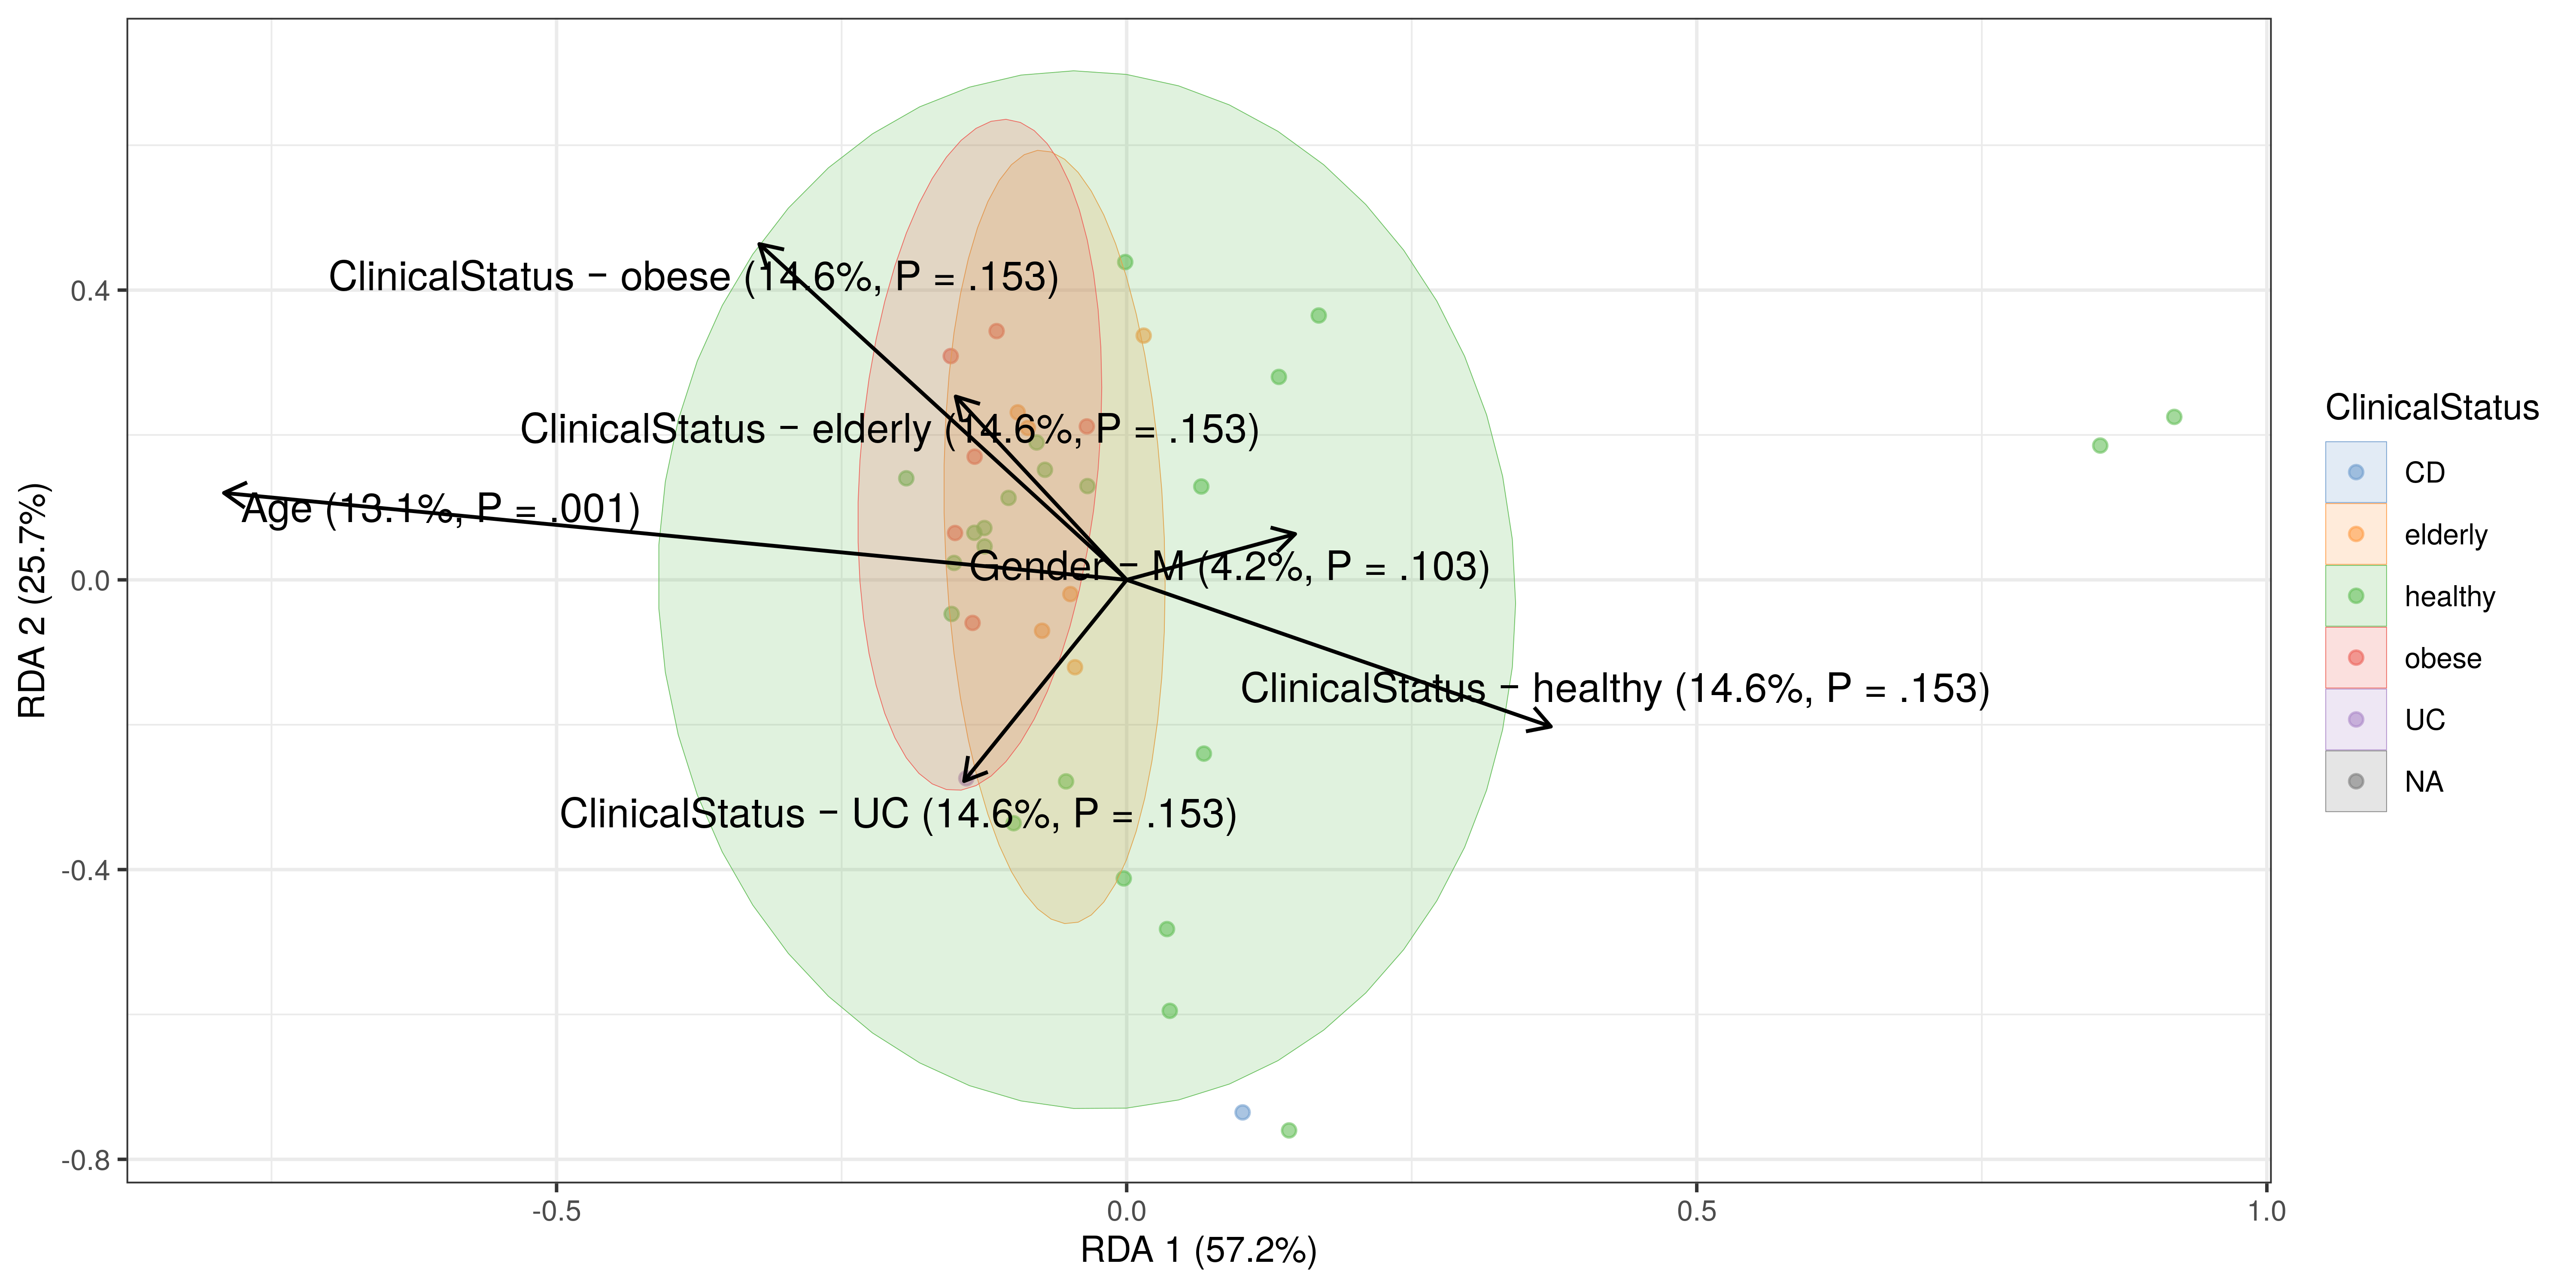 ClinicalStatus − obese (14.6%, P = .153)
ClinicalStatus − elderly (14.6%, P = .153)
Age (13.1%, P = .001)
Gender − M (4.2%, P = .103)
ClinicalStatus − healthy (14.6%, P = .153)
ClinicalStatus − UC (14.6%, P = .153)
RDA 2 (25.7%)
0.4
0.0
-0.4
-0.8
-0.5
0.0
0.5
1.0
RDA 1 (57.2%)
ClinicalStatus
CD
elderly
healthy
obese
UC
NA